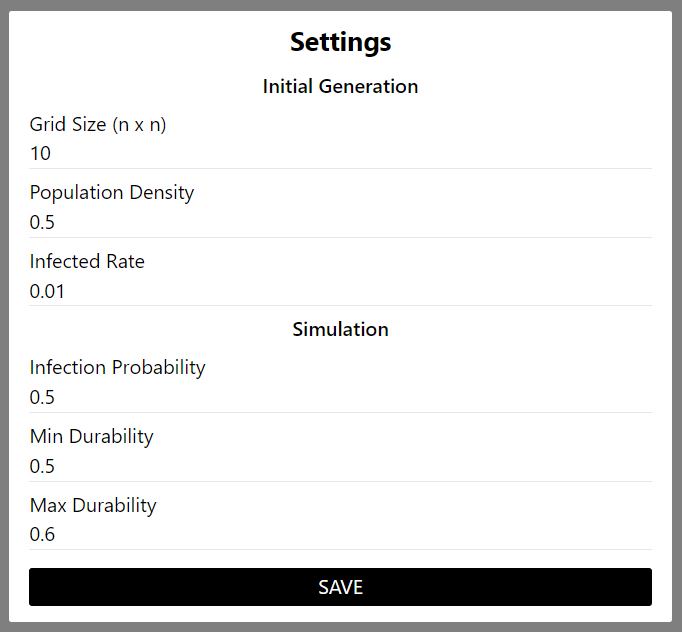 Settings
Initial Generation
Grid Size (n x n)
10
Population Density
0.5
Infected Rate
0.01
Simulation
Infection Probability
0.5
Min Durability
0.5
Max Durability
0.6
SAVE